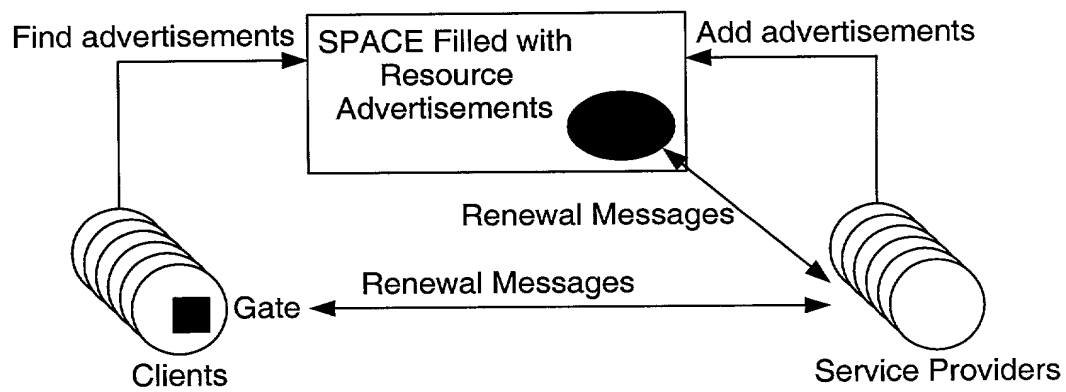 Find advertisements
SPACE Filled with
Resource
Advertisements
Add advertisements
Renewal Messages
Renewal Messages
Gate
Clients
Service Providers